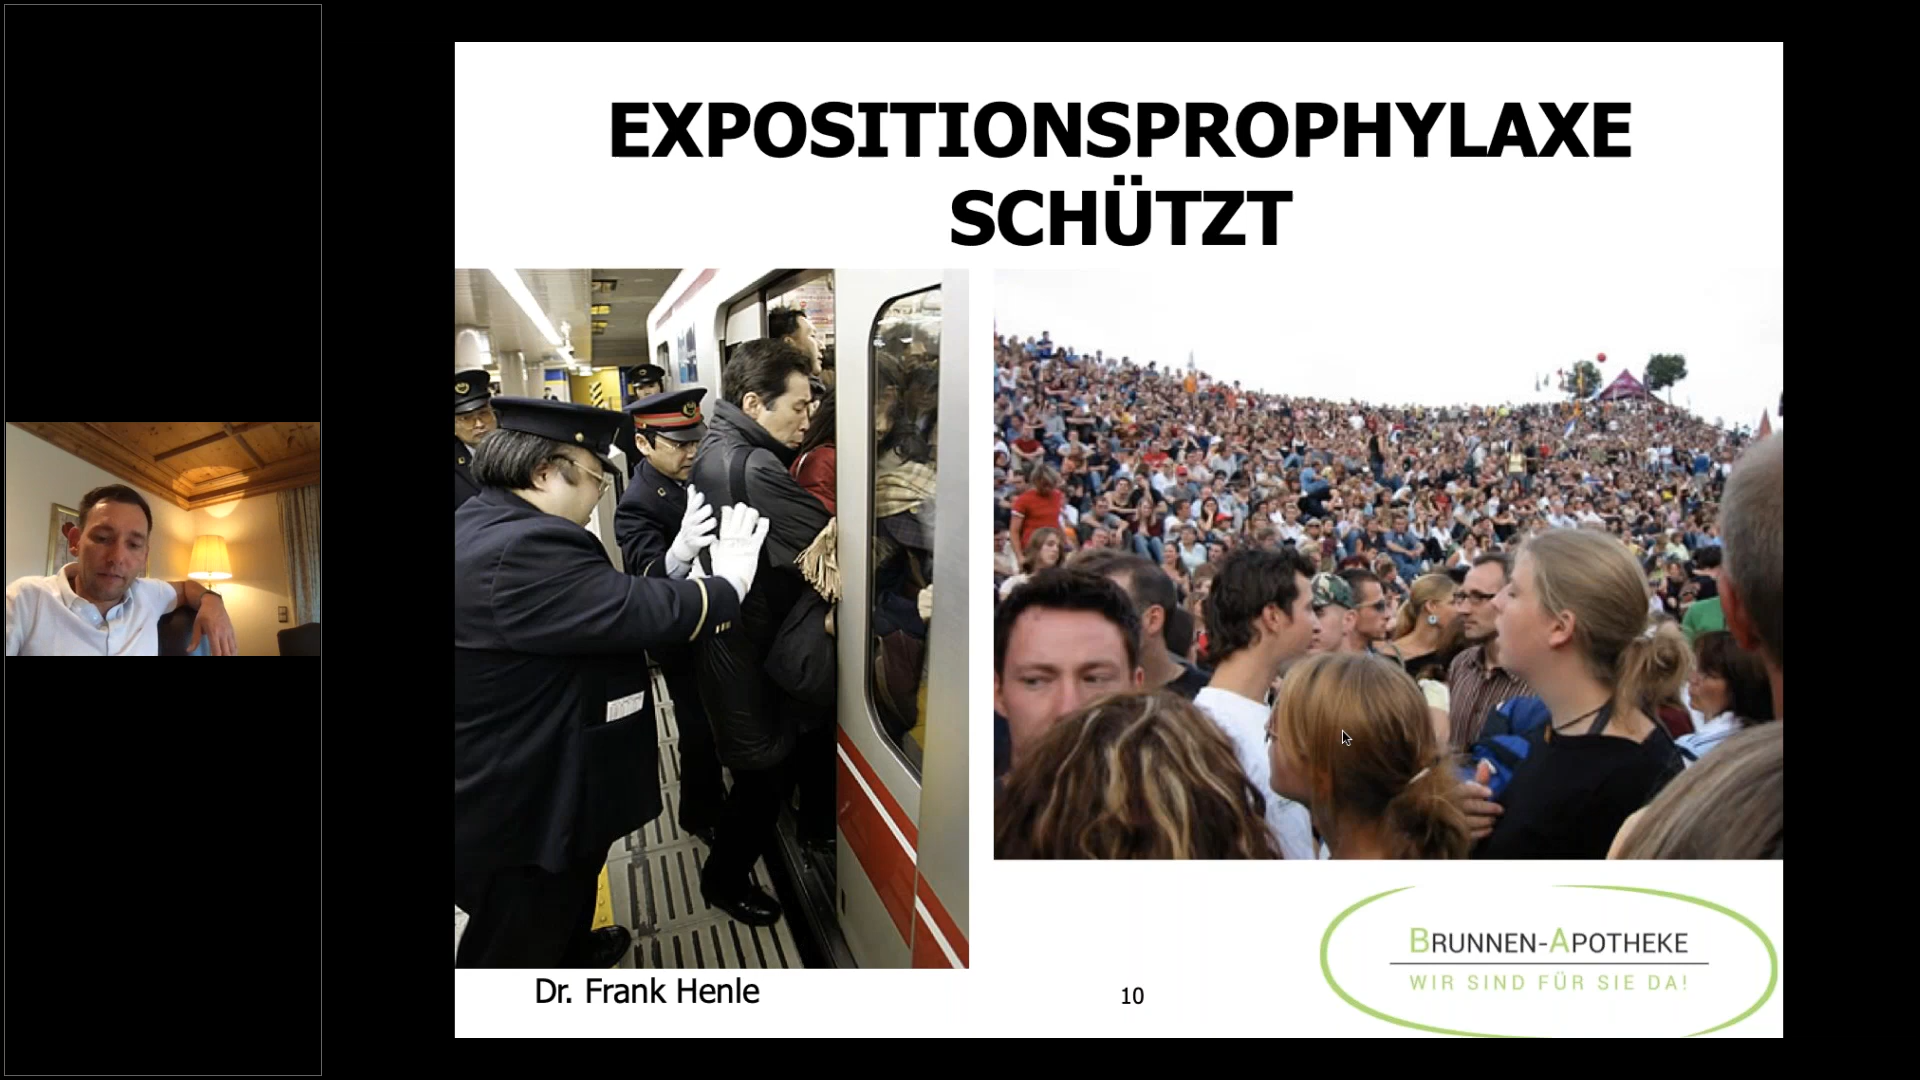 EXPOSITIONSPROPHYLAXE
SCHÜTZT
Dr. Frank Henle
10
BRUNNEN-APOTHEKE
WIR SIND FÜR SIE DA!